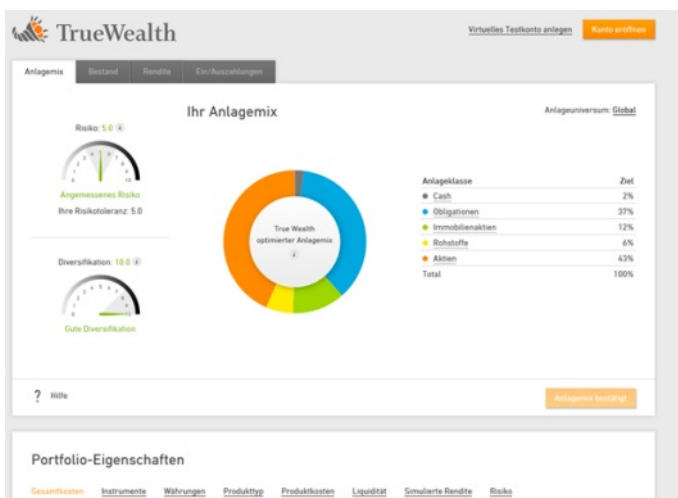 TrueWealth
Virtuelles Testkonto anlegen
Konto eröffnen
Anlagemix Bestand Rendite Ein/Auszahlungen
Ihr Anlagemix
Anlageuniversum: Global
Risiko: 5.0
Angemessenes Risiko
Ihre Risikotoleranz: 5.0
Diversifikation: 10.0
Gute Diversifikation
True Wealth
optimierter Anlagemix
Anlageklasse Ziel
Cash 2%
Obligationen 37%
Immobilienaktien 12%
Rohstoffe 6%
Aktien 43%
Total 100%
? Hilfe
Anlagemix bestätigt
Portfolio-Eigenschaften
Gesamtkosten Instrumente Währungen Produkttyp Produktkosten Liquidität Simulierte Rendite Risiko